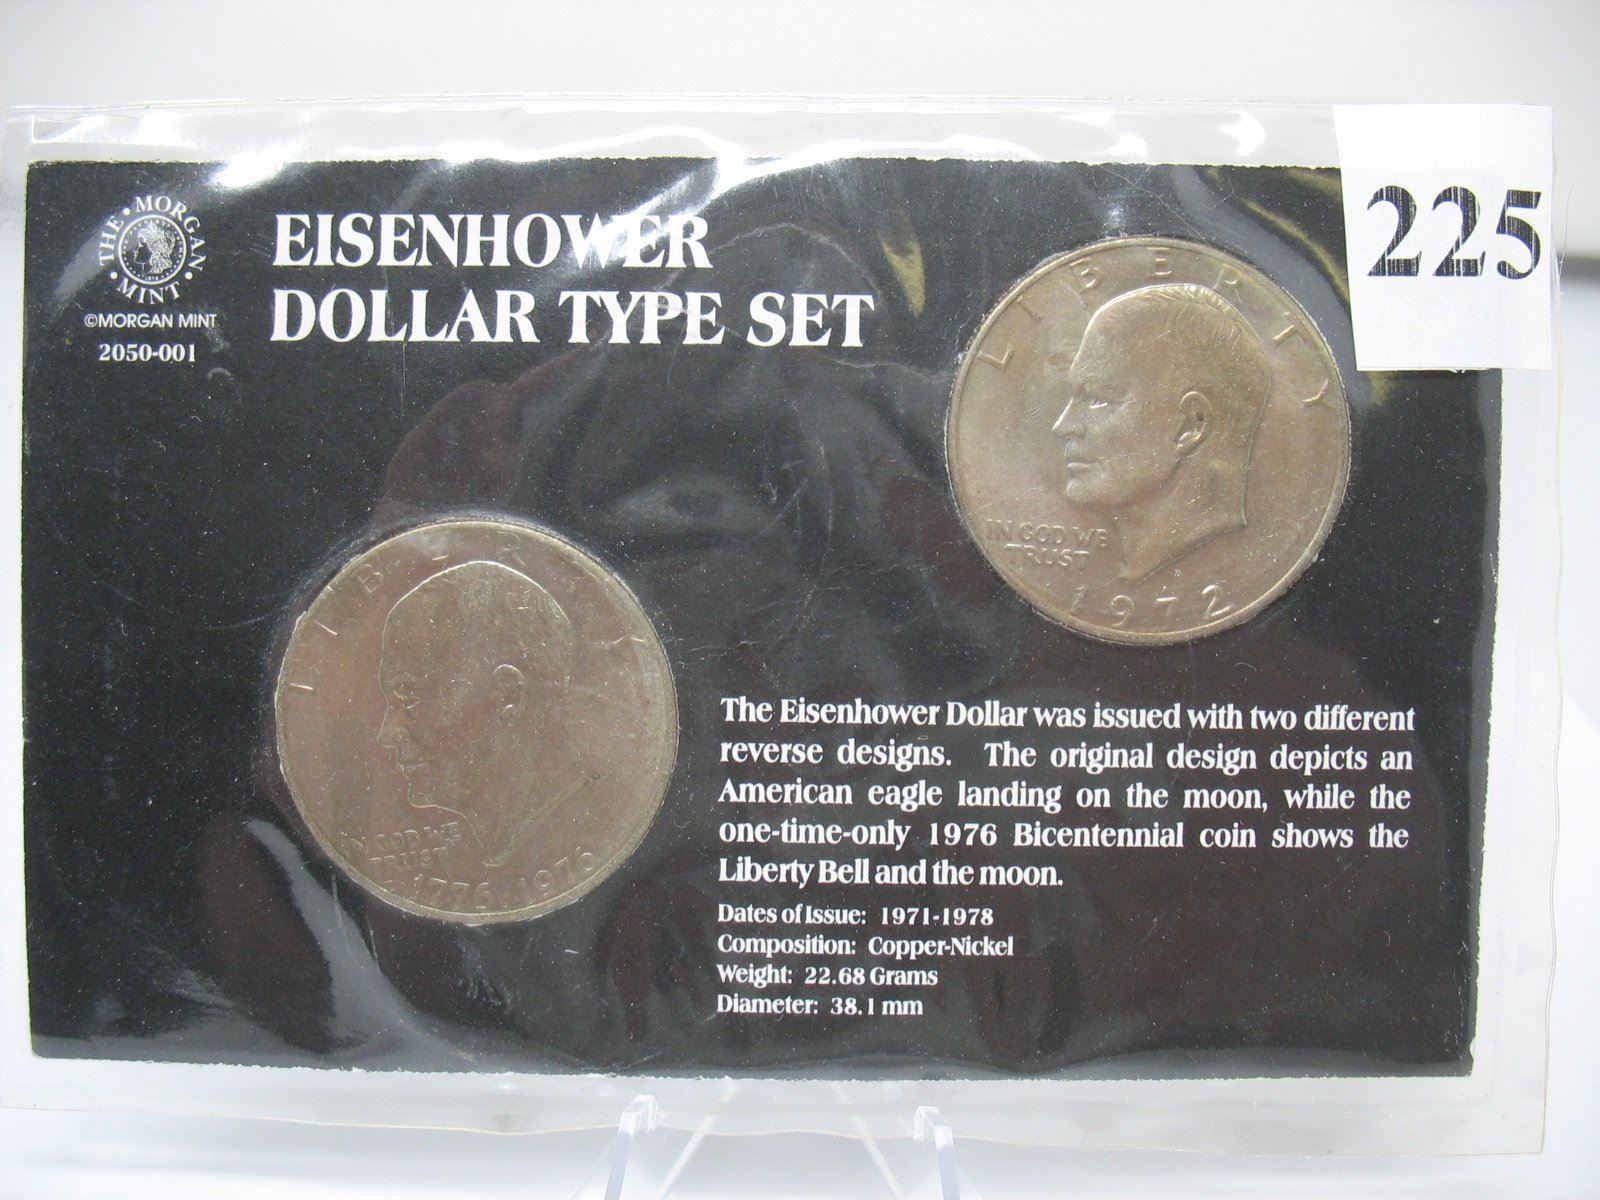 THE • MORGAN • MINT •
©MORGAN MINT
2050-001
EISENHOWER
DOLLAR TYPE SET
225
LIBERTY
IN GOD WE
TRUST
1972
LIBERTY
IN GOD WE
TRUST
1776·1976
The Eisenhower Dollar was issued with two different
reverse designs. The original design depicts an
American eagle landing on the moon, while the
one-time-only 1976 Bicentennial coin shows the
Liberty Bell and the moon.
Dates of Issue: 1971-1978
Composition: Copper-Nickel
Weight: 22.68 Grams
Diameter: 38.1 mm